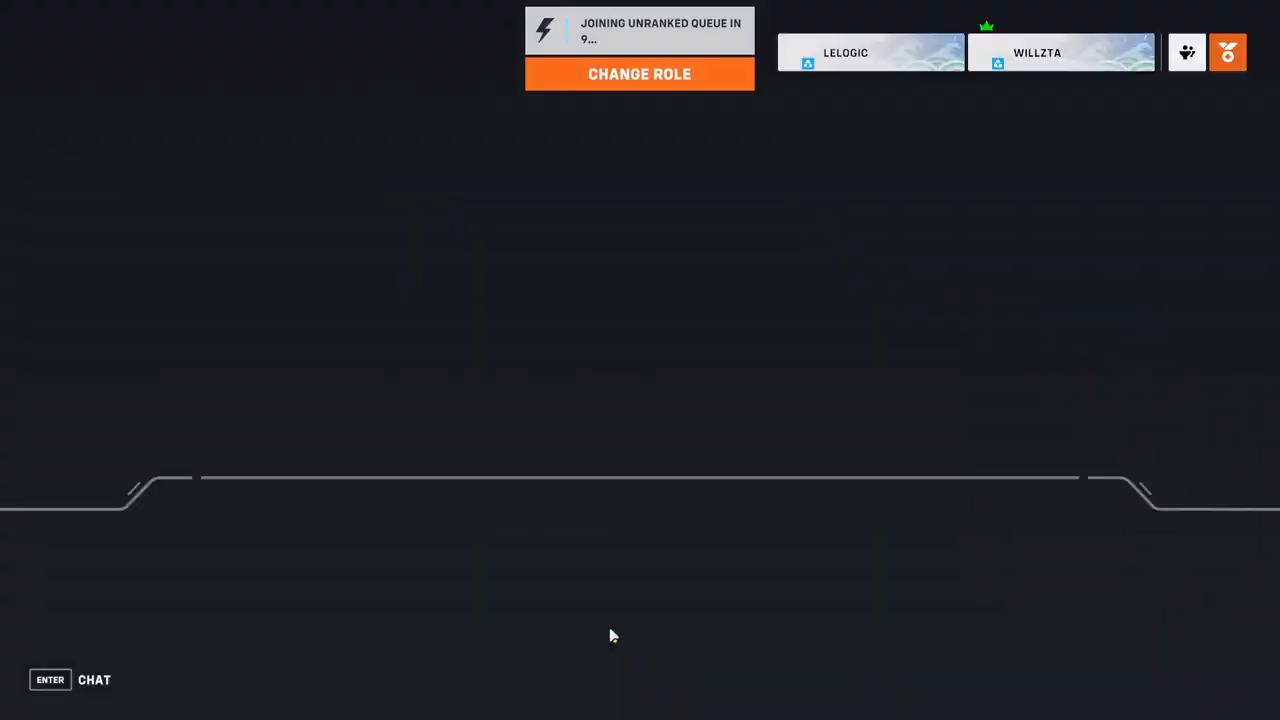 JOINING UNRANKED QUEUE IN
9...
CHANGE ROLE
LELOGIC
WILLZTA
ENTER CHAT